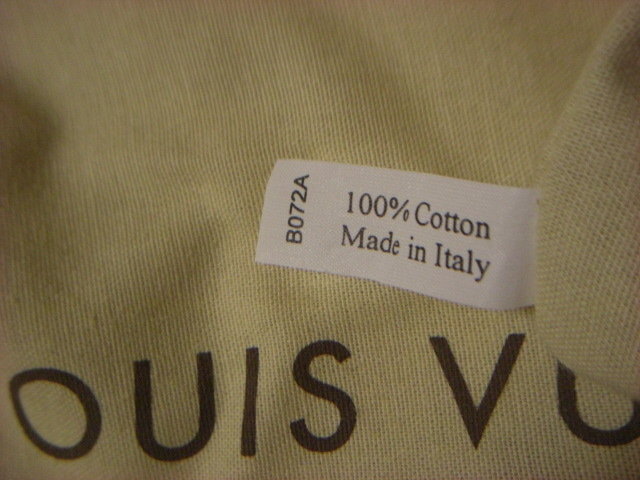 B072A
100% Cotton
Made in Italy
OUIS VU